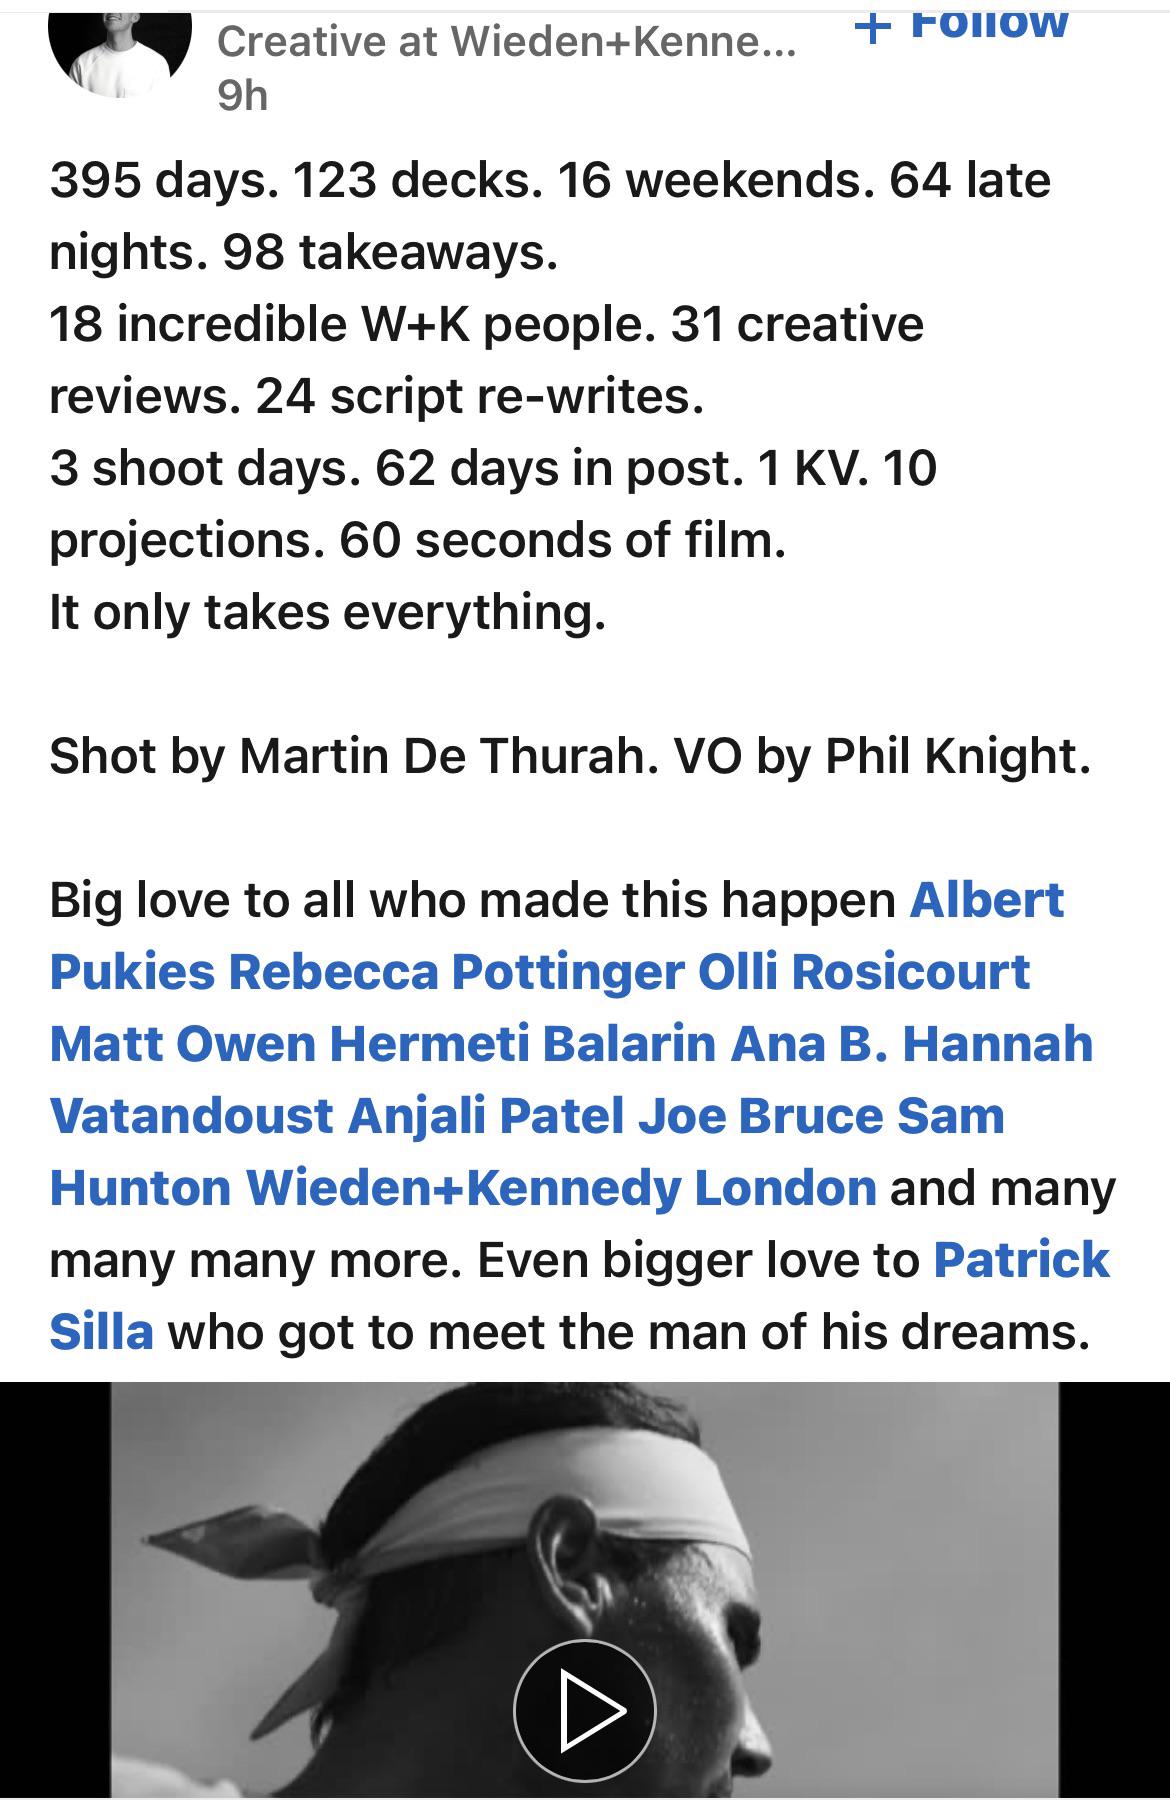 Creative at Wieden+Kenne...
+ Follow
9h
395 days. 123 decks. 16 weekends. 64 late
nights. 98 takeaways.
18 incredible W+K people. 31 creative
reviews. 24 script re-writes.
3 shoot days. 62 days in post. 1 KV. 10
projections. 60 seconds of film.
It only takes everything.
Shot by Martin De Thurah. VO by Phil Knight.
Big love to all who made this happen Albert
Pukies Rebecca Pottinger Olli Rosicourt
Matt Owen Hermeti Balarin Ana B. Hannah
Vatandoust Anjali Patel Joe Bruce Sam
Hunton Wieden+Kennedy London and many
many many more. Even bigger love to Patrick
Silla who got to meet the man of his dreams.